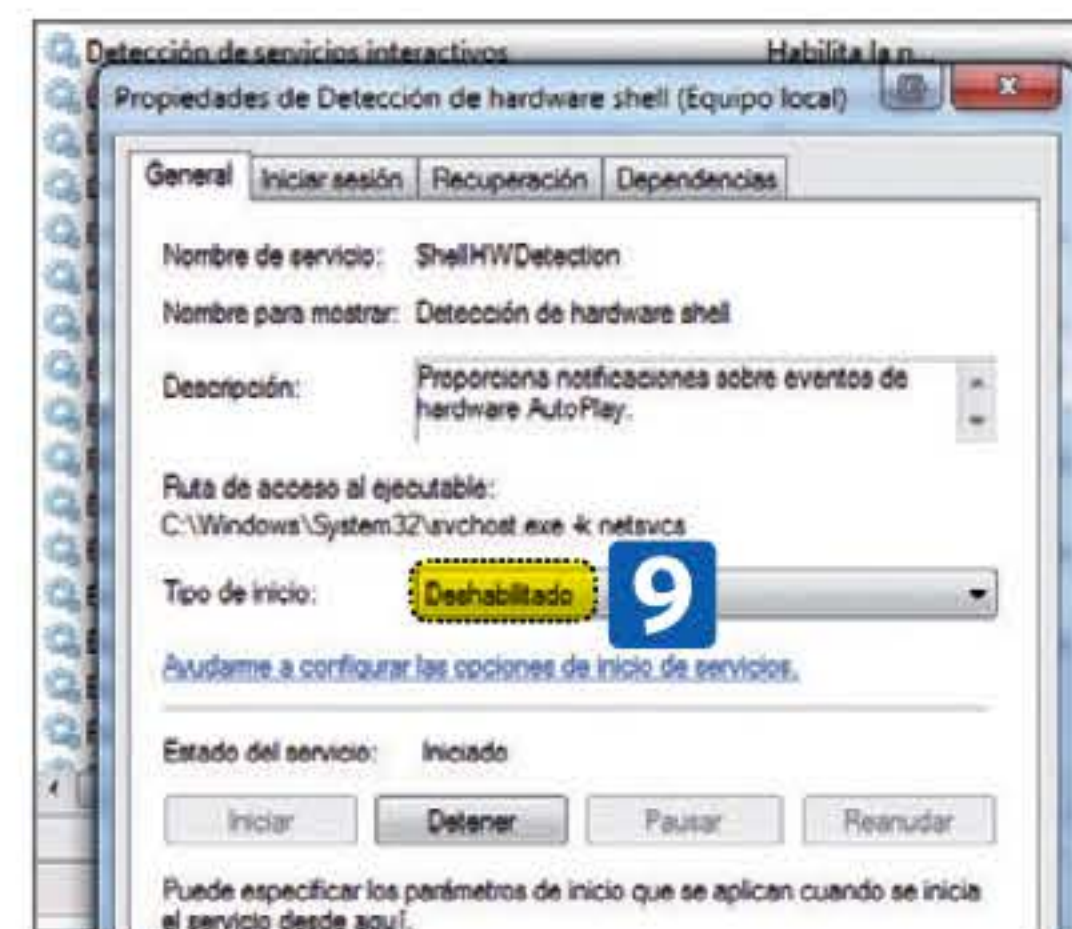 Detección de servicios interactivos Habilita la n...
Propiedades de Detección de hardware shell (Equipo local)
General Iniciar sesión Recuperación Dependencias
Nombre de servicio: ShellHWDetection
Nombre para mostrar: Detección de hardware shell
Descripción: Proporciona notificaciones sobre eventos de
hardware AutoPlay.
Ruta de acceso al ejecutable:
C:\Windows\System32\svchost.exe -k netsvcs
Tipo de inicio: Deshabilitado 9
Ayudarme a configurar las opciones de inicio de servicios.
Estado del servicio: Iniciado
Iniciar Detener Pausar Reanudar
Puede especificar los parámetros de inicio que se aplican cuando se inicia
el servicio desde aquí.